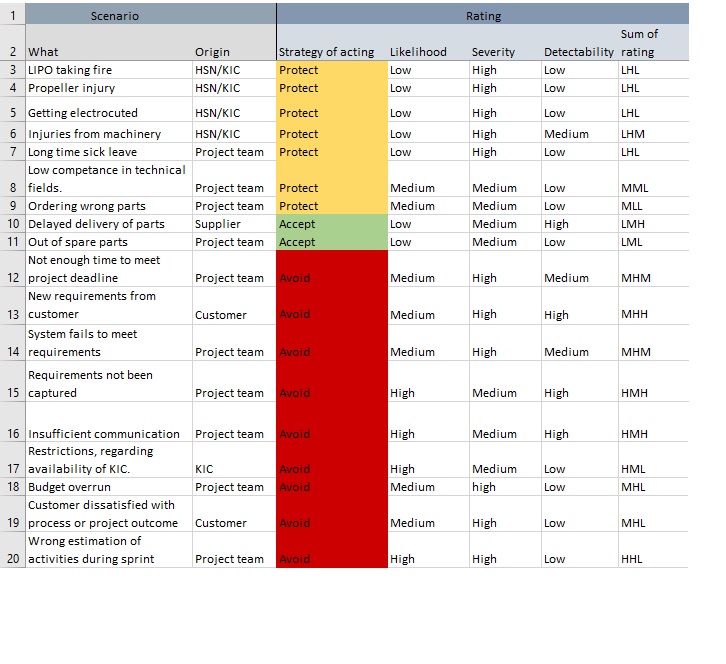 1 Scenario Rating
Sum of
2 What Origin Strategy of acting Likelihood Severity Detectability rating
3 LIPO taking fire HSN/KIC Protect Low High Low LHL
4 Propeller injury HSN/KIC Protect Low High Low LHL
5 Getting electrocuted HSN/KIC Protect Low High Low LHL
6 Injuries from machinery HSN/KIC Protect Low High Medium LHM
7 Long time sick leave Project team Protect Low High Low LHL
Low competence in technical
8 fields. Project team Protect Medium Medium Low MML
9 Ordering wrong parts Project team Protect Medium Medium Low MLL
10 Delayed delivery of parts Supplier Accept Low Medium High LMH
11 Out of spare parts Project team Accept Low Medium Low LML
Not enough time to meet
12 project deadline Project team Avoid Medium High Medium MHM
New requirements from
13 customer Customer Avoid Medium High High MHH
System fails to meet
14 requirements Project team Avoid Medium High Medium MHM
Requirements not been
15 captured Project team Avoid High Medium High HMH
16 Insufficient communication Project team Avoid High Medium High HMH
Restrictions, regarding
17 availability of KIC. KIC Avoid High Medium Low HML
18 Budget overrun Project team Avoid Medium high Low MHL
Customer dissatisfied with
19 process or project outcome Customer Avoid Medium High Low MHL
Wrong estimation of
20 activities during sprint Project team Avoid High High Low HHL